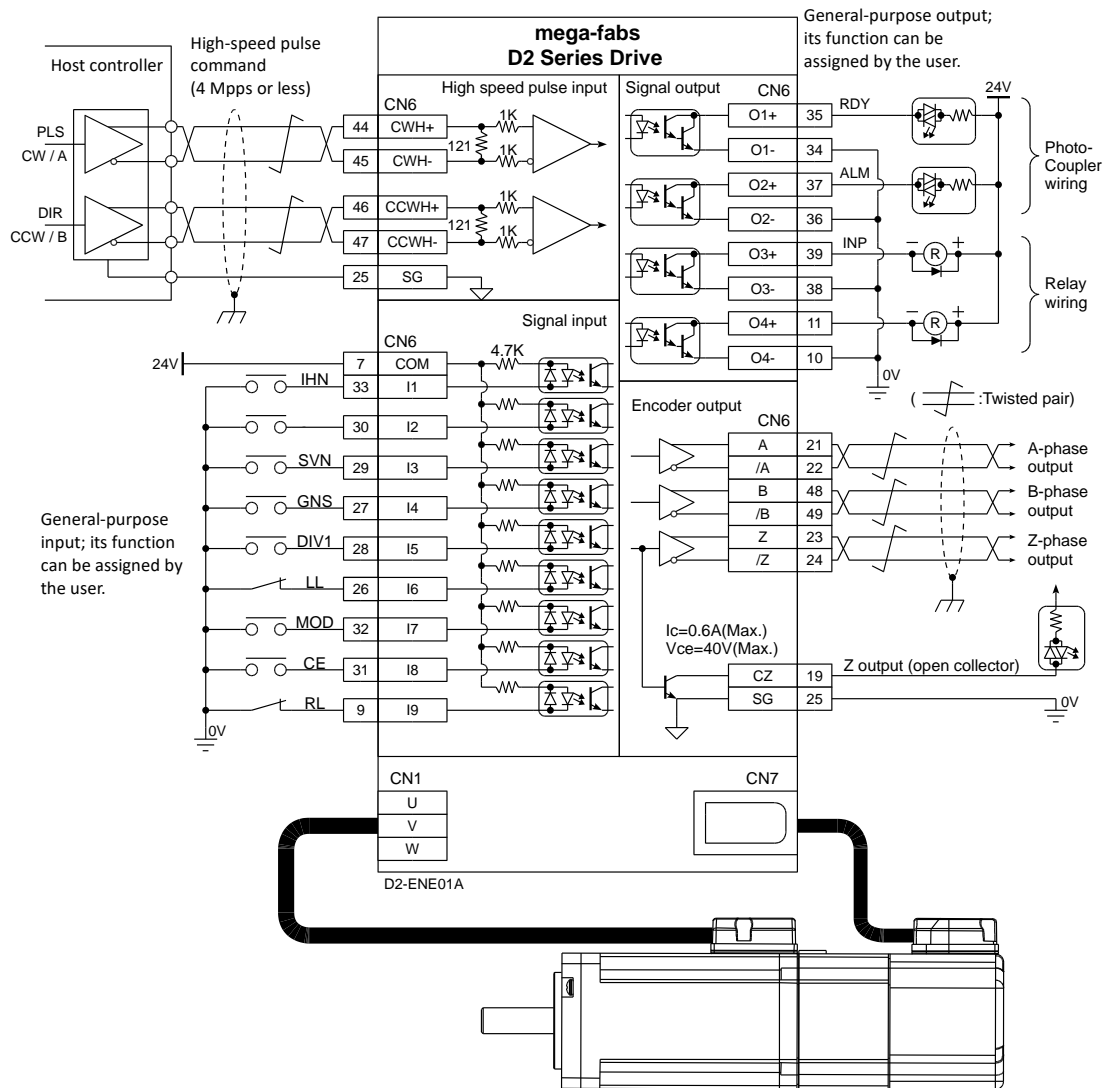 mega-fabs
D2 Series Drive
General-purpose output;
its function can be
assigned by the user.
High-speed pulse
command
(4 Mpps or less)
Host controller
PLS
CW / A
DIR
CCW / B
High speed pulse input
CN6
44 CWH+
45 CWH-
46 CCWH+
47 CCWH-
25 SG
121
1K
1K
121
1K
1K
Signal output
CN6
O1+ 35 RDY
O1- 34
O2+ 37 ALM
O2- 36
O3+ 39 INP
O3- 38
O4+ 11
O4- 10
24V
Photo-
Coupler
wiring
- R +
Relay
wiring
- R +
0V
Signal input
CN6
4.7K
24V 7 COM
IHN 33 I1
30 I2
SVN 29 I3
GNS 27 I4
DIV1 28 I5
LL 26 I6
MOD 32 I7
CE 31 I8
RL 9 I9
0V
General-purpose
input; its function
can be assigned by
the user.
( :Twisted pair)
Encoder output
CN6
A 21
/A 22
B 48
/B 49
Z 23
/Z 24
A-phase
output
B-phase
output
Z-phase
output
Ic=0.6A(Max.)
Vce=40V(Max.)
Z output (open collector)
CZ 19
SG 25
0V
CN1
U
V
W
CN7
D2-ENE01A